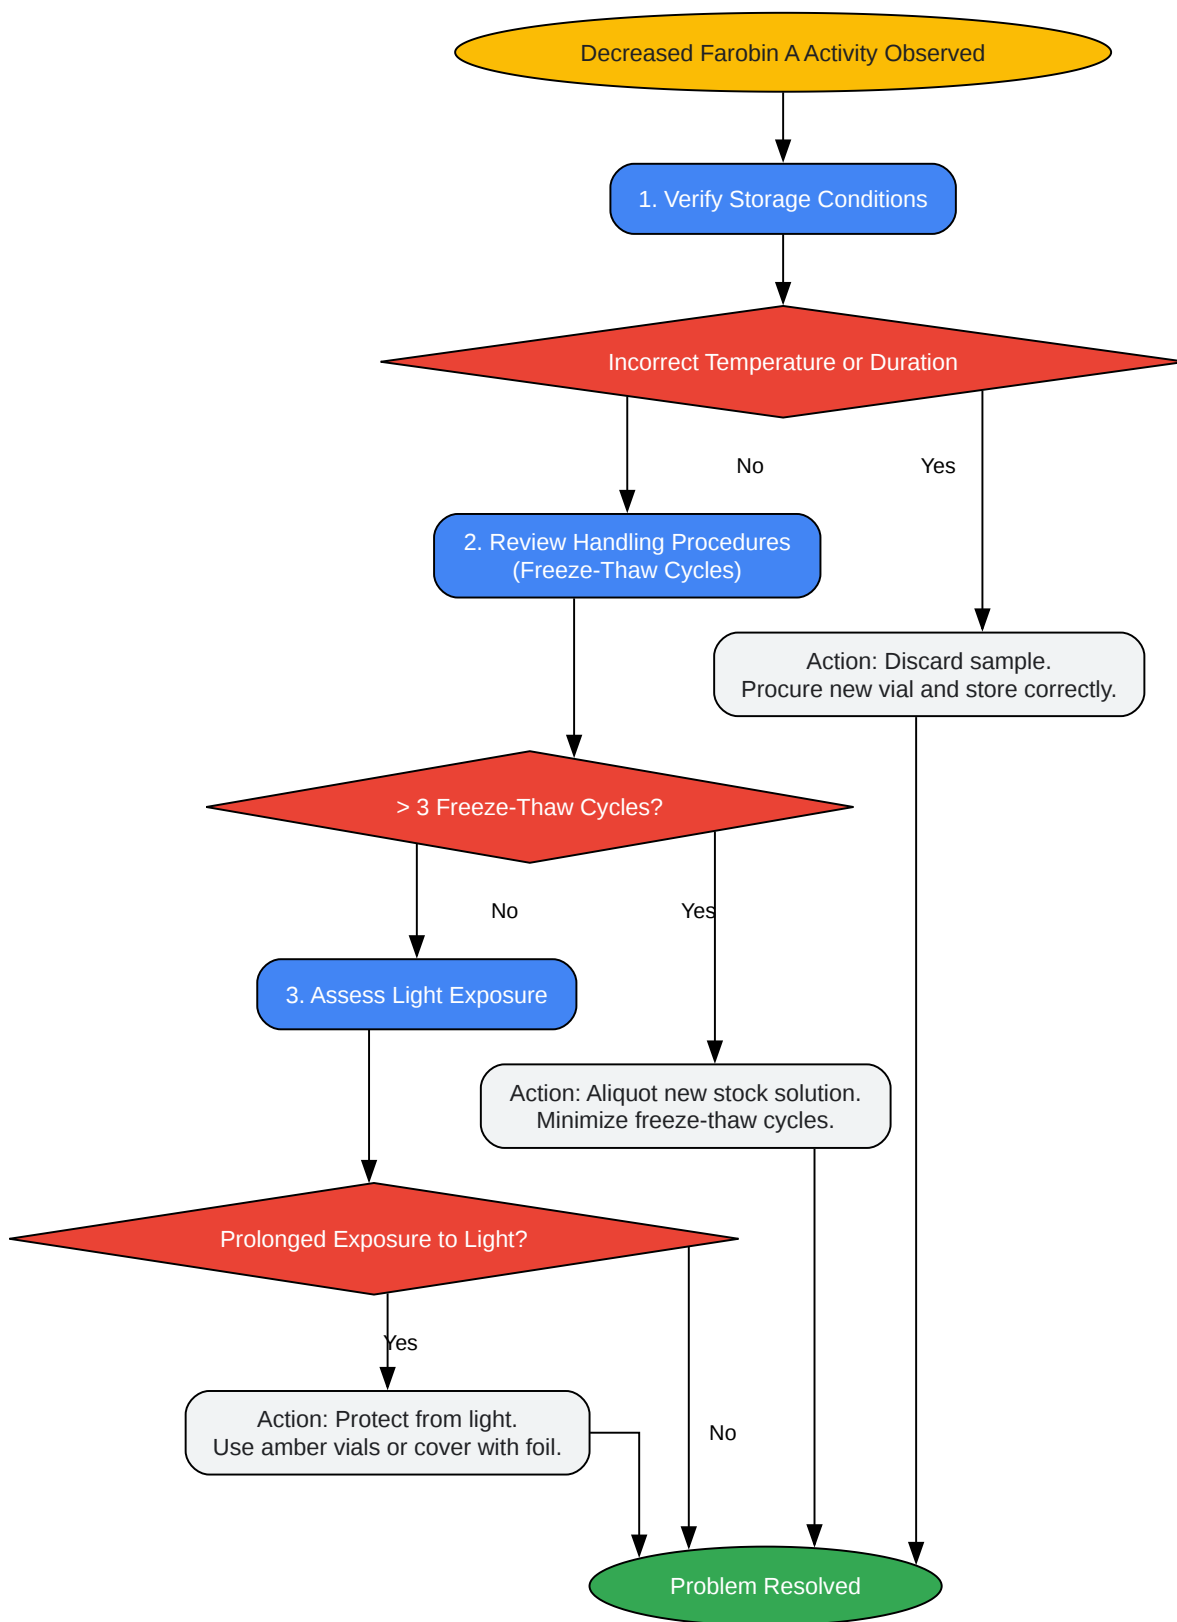 Decreased Farobin A Activity Observed
1. Verify Storage Conditions
Incorrect Temperature or Duration
No
Yes
2. Review Handling Procedures
(Freeze-Thaw Cycles)
Action: Discard sample.
Procure new vial and store correctly.
> 3 Freeze-Thaw Cycles?
No
Yes
3. Assess Light Exposure
Action: Aliquot new stock solution.
Minimize freeze-thaw cycles.
Prolonged Exposure to Light?
Yes
Action: Protect from light.
Use amber vials or cover with foil.
No
Problem Resolved